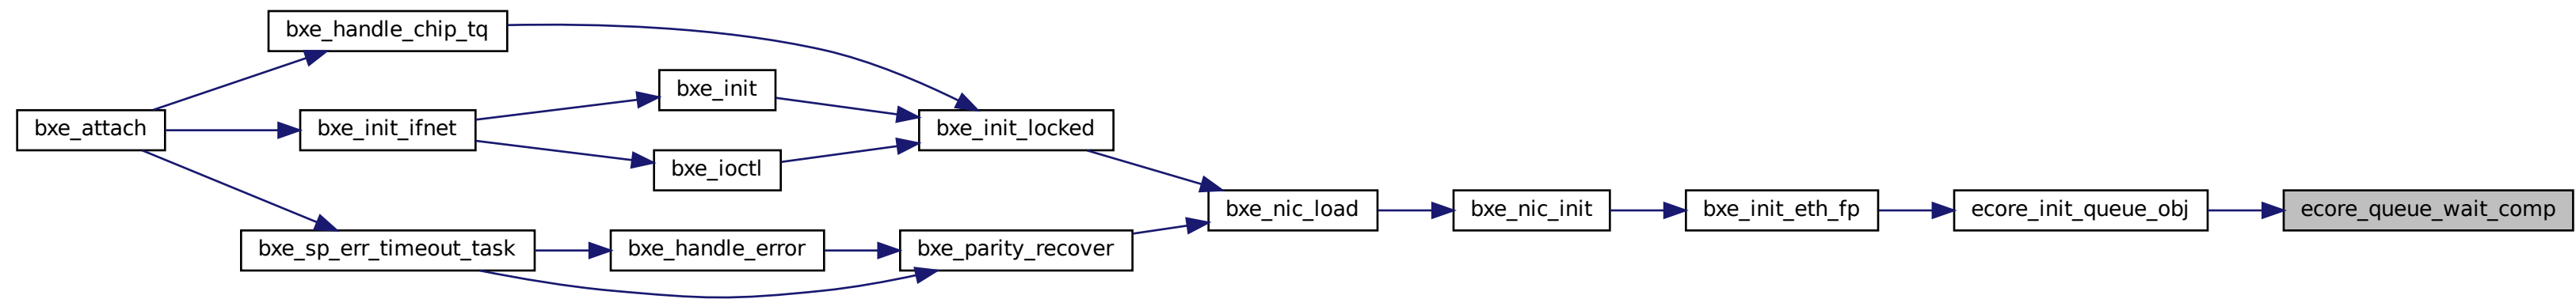 bxe_handle_chip_tq
bxe_init
bxe_attach
bxe_init_ifnet
bxe_init_locked
bxe_ioctl
bxe_nic_load
bxe_nic_init
bxe_init_eth_fp
ecore_init_queue_obj
ecore_queue_wait_comp
bxe_sp_err_timeout_task
bxe_handle_error
bxe_parity_recover